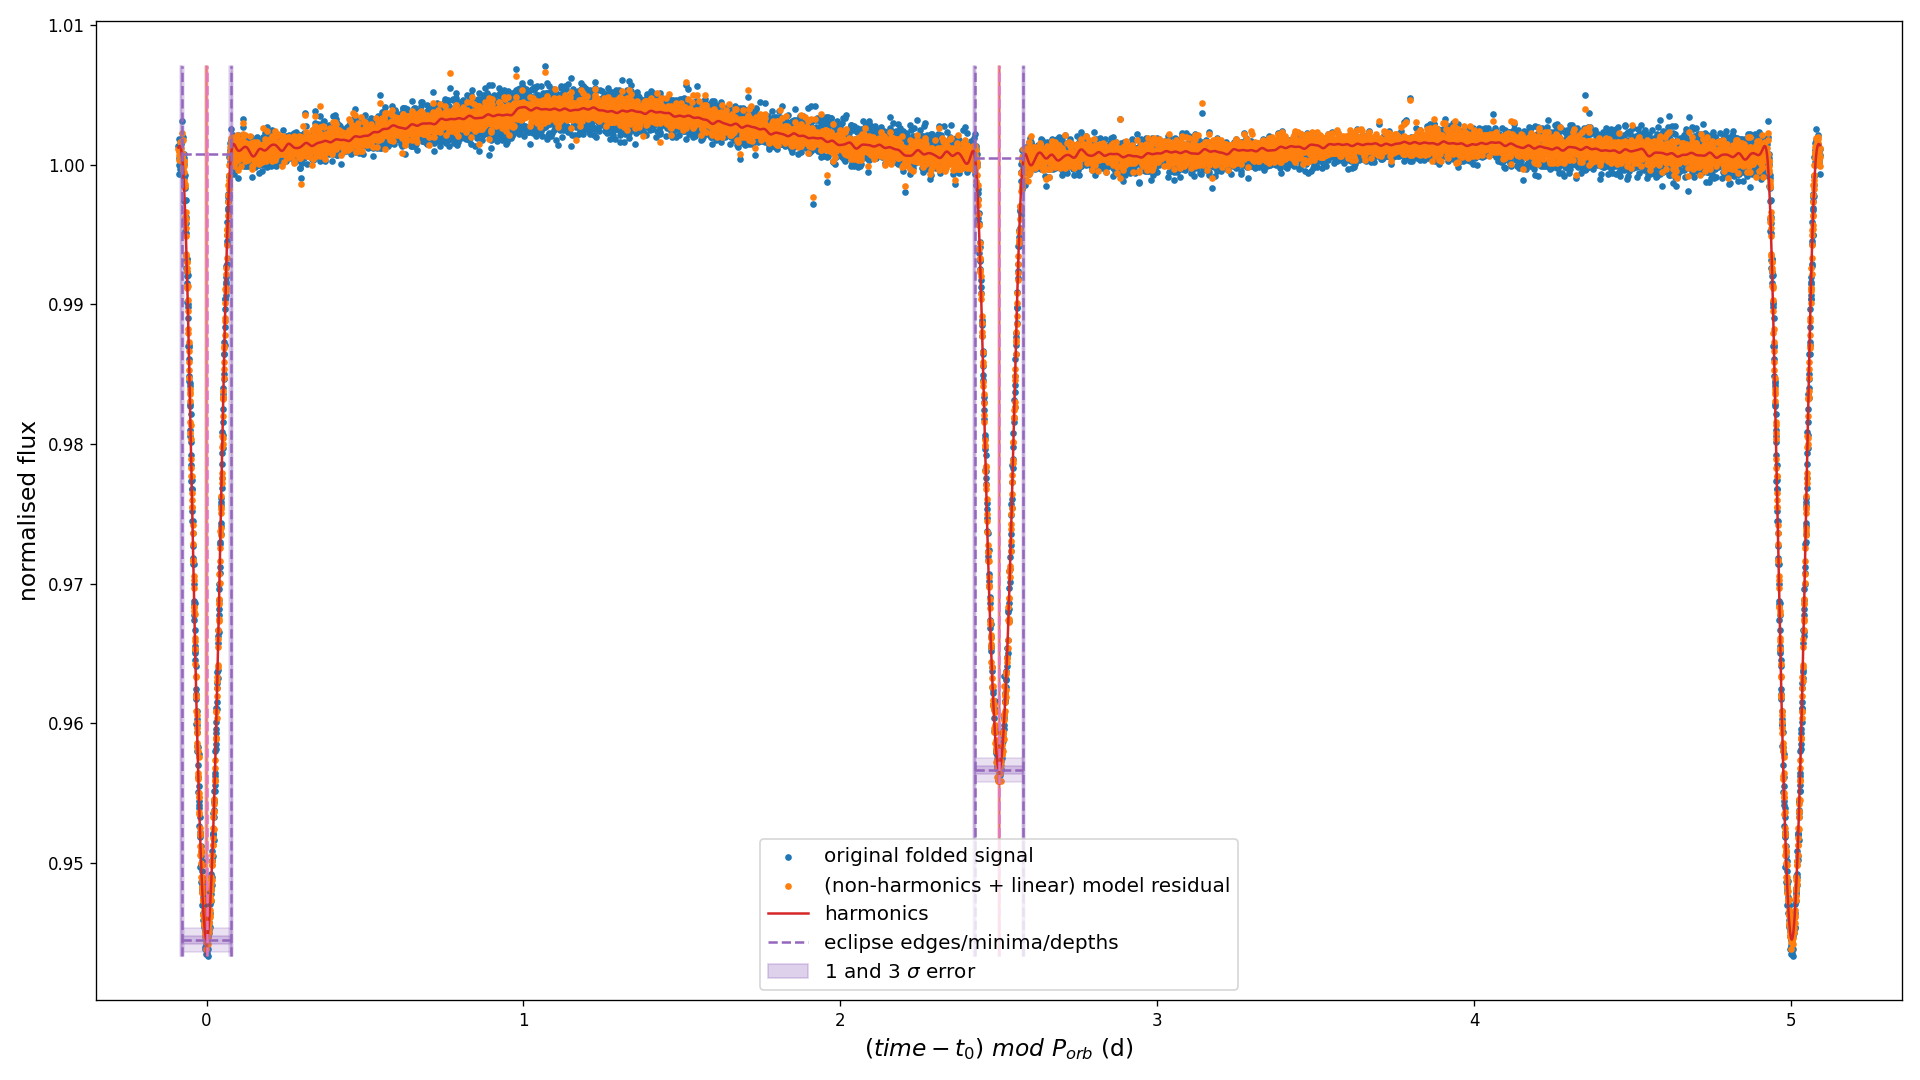 1.01
1.00
0.99
0.98
0.97
0.96
0.95
normalised flux
original folded signal
(non-harmonics + linear) model residual
harmonics
eclipse edges/minima/depths
1 and 3 σ error
0 1 2 3 4 5
(time − t₀) mod Pₒᵣb (d)